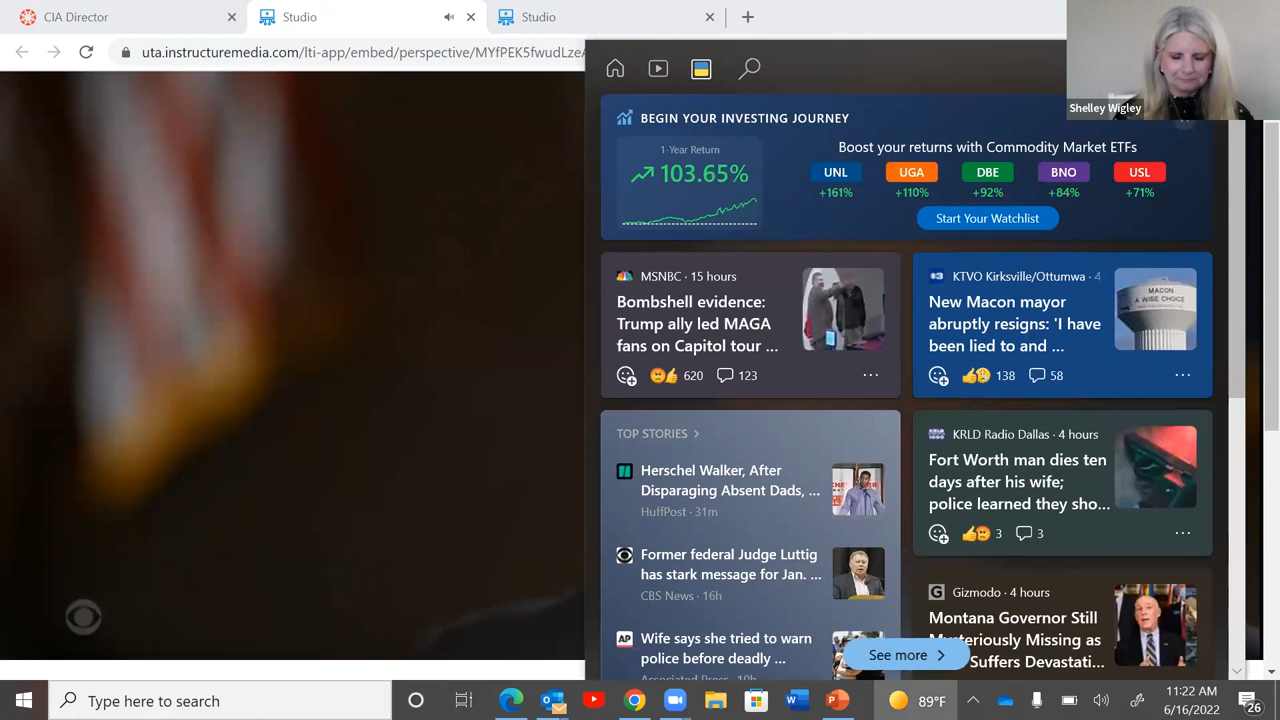 CIA Director
Studio
Studio
uta.instructuremedia.com/lti-app/embed/perspective/MYfPEK5fwudLzeA
Shelley Wigley
BEGIN YOUR INVESTING JOURNEY
1-Year Return
103.65%
Boost your returns with Commodity Market ETFs
UNL UGA DBE BNO USL
+161% +110% +92% +84% +71%
Start Your Watchlist
MSNBC · 15 hours
Bombshell evidence:
Trump ally led MAGA
fans on Capitol tour ...
620 123
KTVO Kirksville/Ottumwa · 4
New Macon mayor
abruptly resigns: 'I have
been lied to and ...
138 58
MACON
A WISE CHOICE
TOP STORIES
Herschel Walker, After
Disparaging Absent Dads, ...
HuffPost · 31m
Former federal Judge Luttig
has stark message for Jan. ...
CBS News · 16h
Wife says she tried to warn
police before deadly ...
Associated Press · 19h
KRLD Radio Dallas · 4 hours
Fort Worth man dies ten
days after his wife;
police learned they sho...
3 3
Gizmodo · 4 hours
Montana Governor Still
Mysteriously Missing as
Suffers Devastati...
See more
Type here to search
89°F
11:22 AM
6/16/2022
26